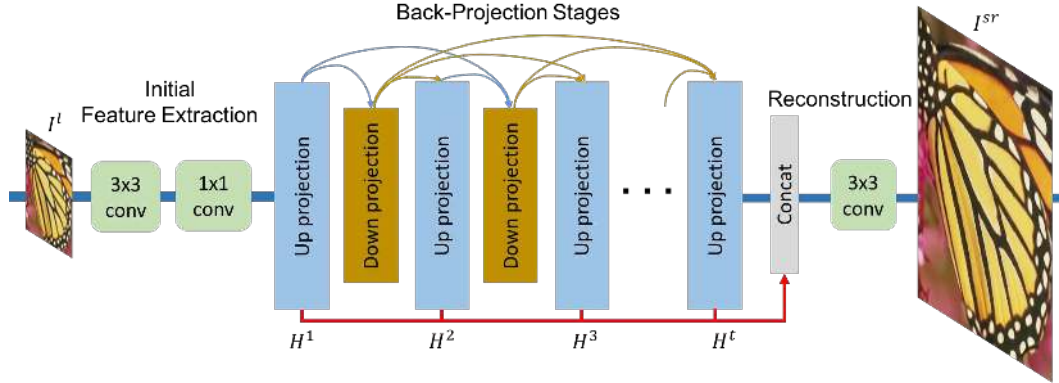 Back-Projection Stages
I^{sr}
Initial
Feature Extraction
Reconstruction
I^{l}
3x3
conv
1x1
conv
Up projection
Down projection
Up projection
Down projection
Up projection
. . .
Up projection
Concat
3x3
conv
H^{1}
H^{2}
H^{3}
H^{t}